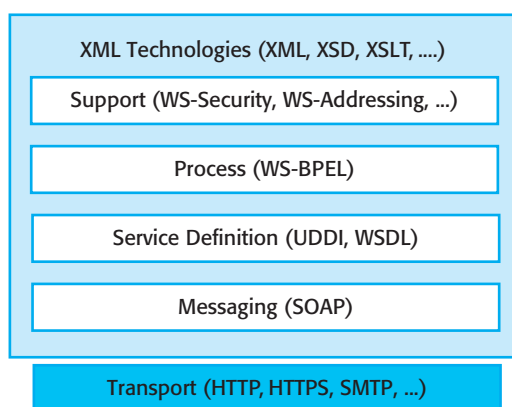 XML Technologies (XML, XSD, XSLT, ....)
Support (WS-Security, WS-Addressing, ...)
Process (WS-BPEL)
Service Definition (UDDI, WSDL)
Messaging (SOAP)
Transport (HTTP, HTTPS, SMTP, ...)